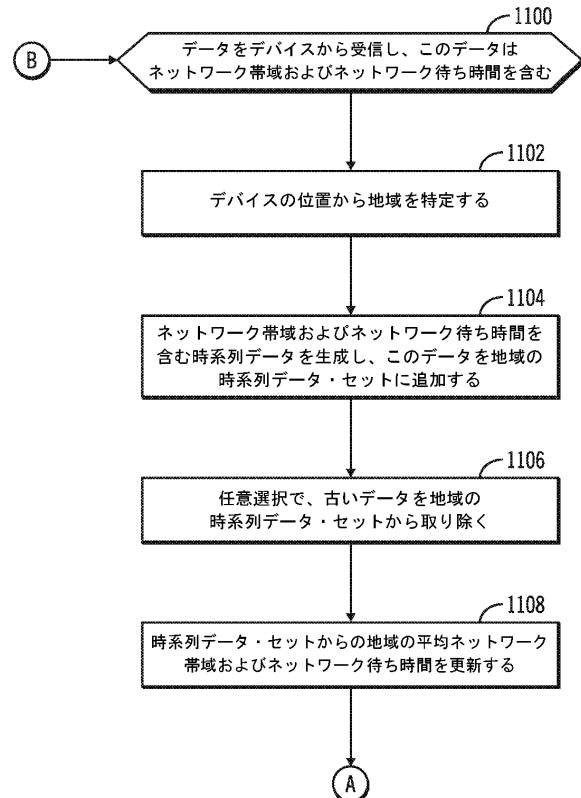 1100
B
データをデバイスから受信し、このデータは
ネットワーク帯域およびネットワーク待ち時間を含む
1102
デバイスの位置から地域を特定する
1104
ネットワーク帯域およびネットワーク待ち時間を
含む時系列データを生成し、このデータを地域の
時系列データ・セットに追加する
1106
任意選択で、古いデータを地域の
時系列データ・セットから取り除く
1108
時系列データ・セットからの地域の平均ネットワーク
帯域およびネットワーク待ち時間を更新する
A